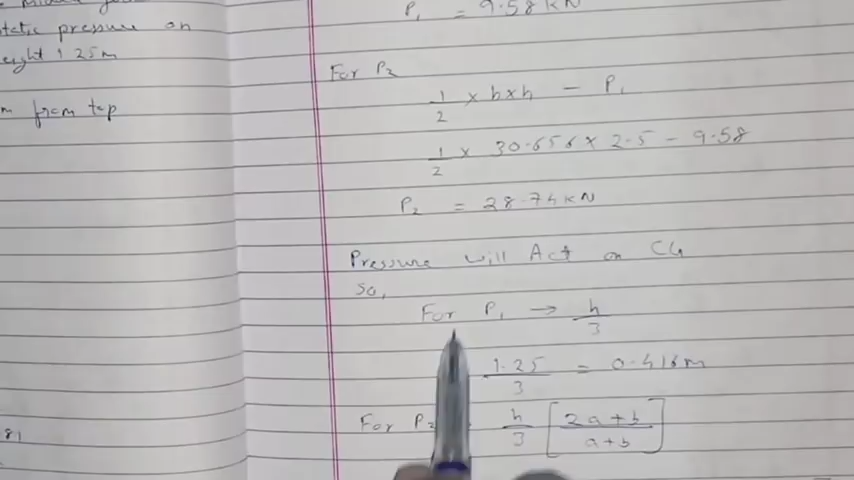 static pressure on
eight 1.25m
m from top
81
P₁ = 9.58 kN
For P₂
1/2 × b×h − P₁
1/2 × 30.656 × 2.5 − 9.58
P₂ = 28.74 kN
Pressure will Act on CG
So,
For P₁ → h/3
1.25/3 = 0.416m
For P₂ h/3 [2a+b/a+b]